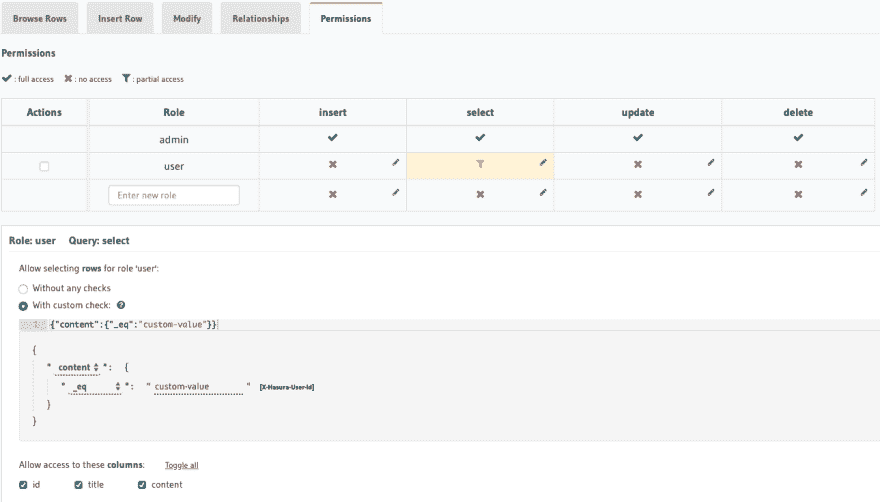 Browse Rows Insert Row Modify Relationships Permissions
Permissions
: full access : no access : partial access
Actions Role insert select update delete
admin
user
Enter new role
Role: user Query: select
Allow selecting rows for role 'user':
Without any checks
With custom check: ?
{"content":{"_eq":"custom-value"}}
{
" content ": {
" _eq ": " custom-value " [X-Hasura-User-Id]
}
}
Allow access to these columns: Toggle all
id title content